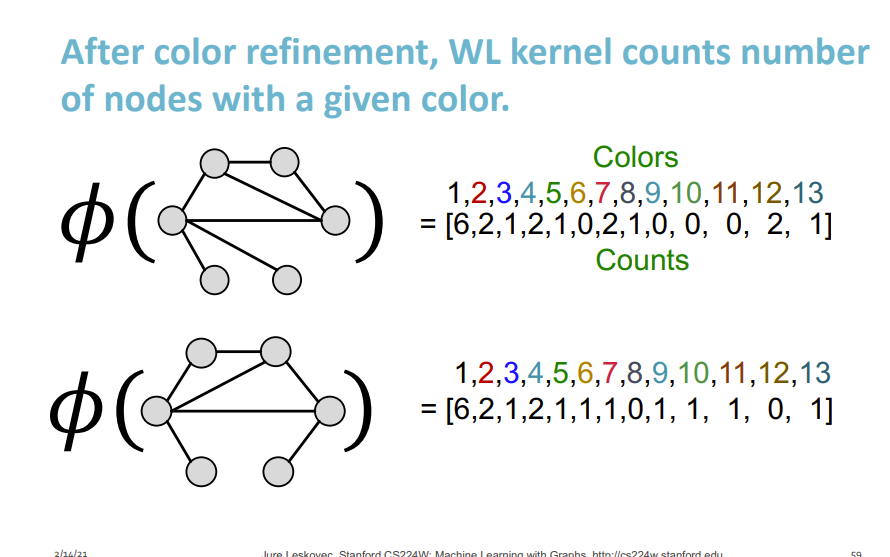 After color refinement, WL kernel counts number
of nodes with a given color.
Colors
1,2,3,4,5,6,7,8,9,10,11,12,13
ϕ( ) = [6,2,1,2,1,0,2,1,0, 0, 0, 2, 1]
Counts
1,2,3,4,5,6,7,8,9,10,11,12,13
ϕ( ) = [6,2,1,2,1,1,1,0,1, 1, 1, 0, 1]
2/14/21 Jure Leskovec, Stanford CS224W: Machine Learning with Graphs, http://cs224w.stanford.edu 59